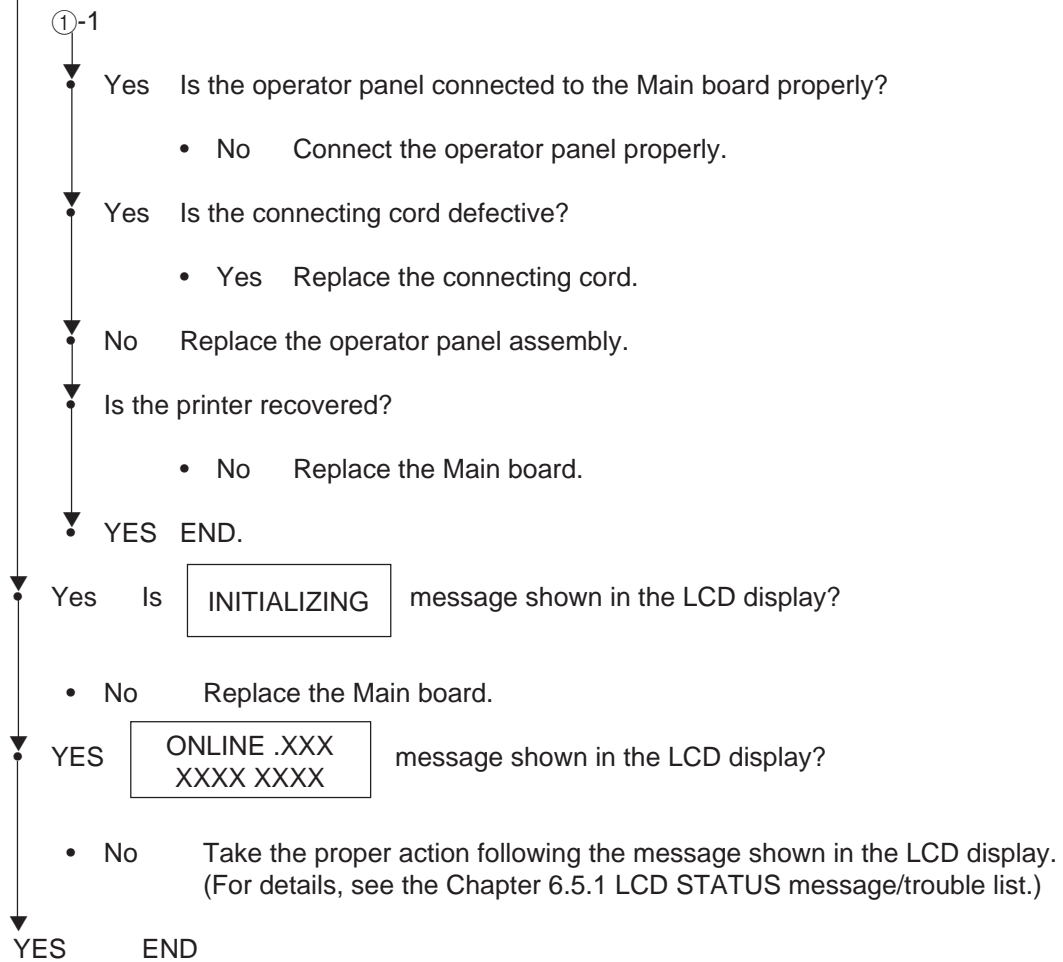 ①-1
Yes Is the operator panel connected to the Main board properly?
• No Connect the operator panel properly.
Yes Is the connecting cord defective?
• Yes Replace the connecting cord.
No Replace the operator panel assembly.
Is the printer recovered?
• No Replace the Main board.
YES END.
Yes Is INITIALIZING message shown in the LCD display?
• No Replace the Main board.
YES ONLINE .XXX message shown in the LCD display?
XXXX XXXX
• No Take the proper action following the message shown in the LCD display.
(For details, see the Chapter 6.5.1 LCD STATUS message/trouble list.)
YES END